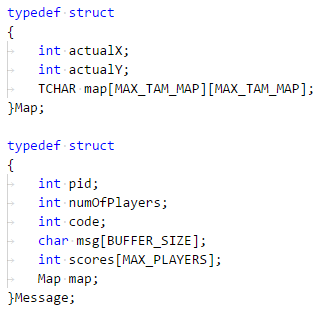 typedef struct
{
    int actualX;
    int actualY;
    TCHAR map[MAX_TAM_MAP][MAX_TAM_MAP];
}Map;

typedef struct
{
    int pid;
    int numOfPlayers;
    int code;
    char msg[BUFFER_SIZE];
    int scores[MAX_PLAYERS];
    Map map;
}Message;